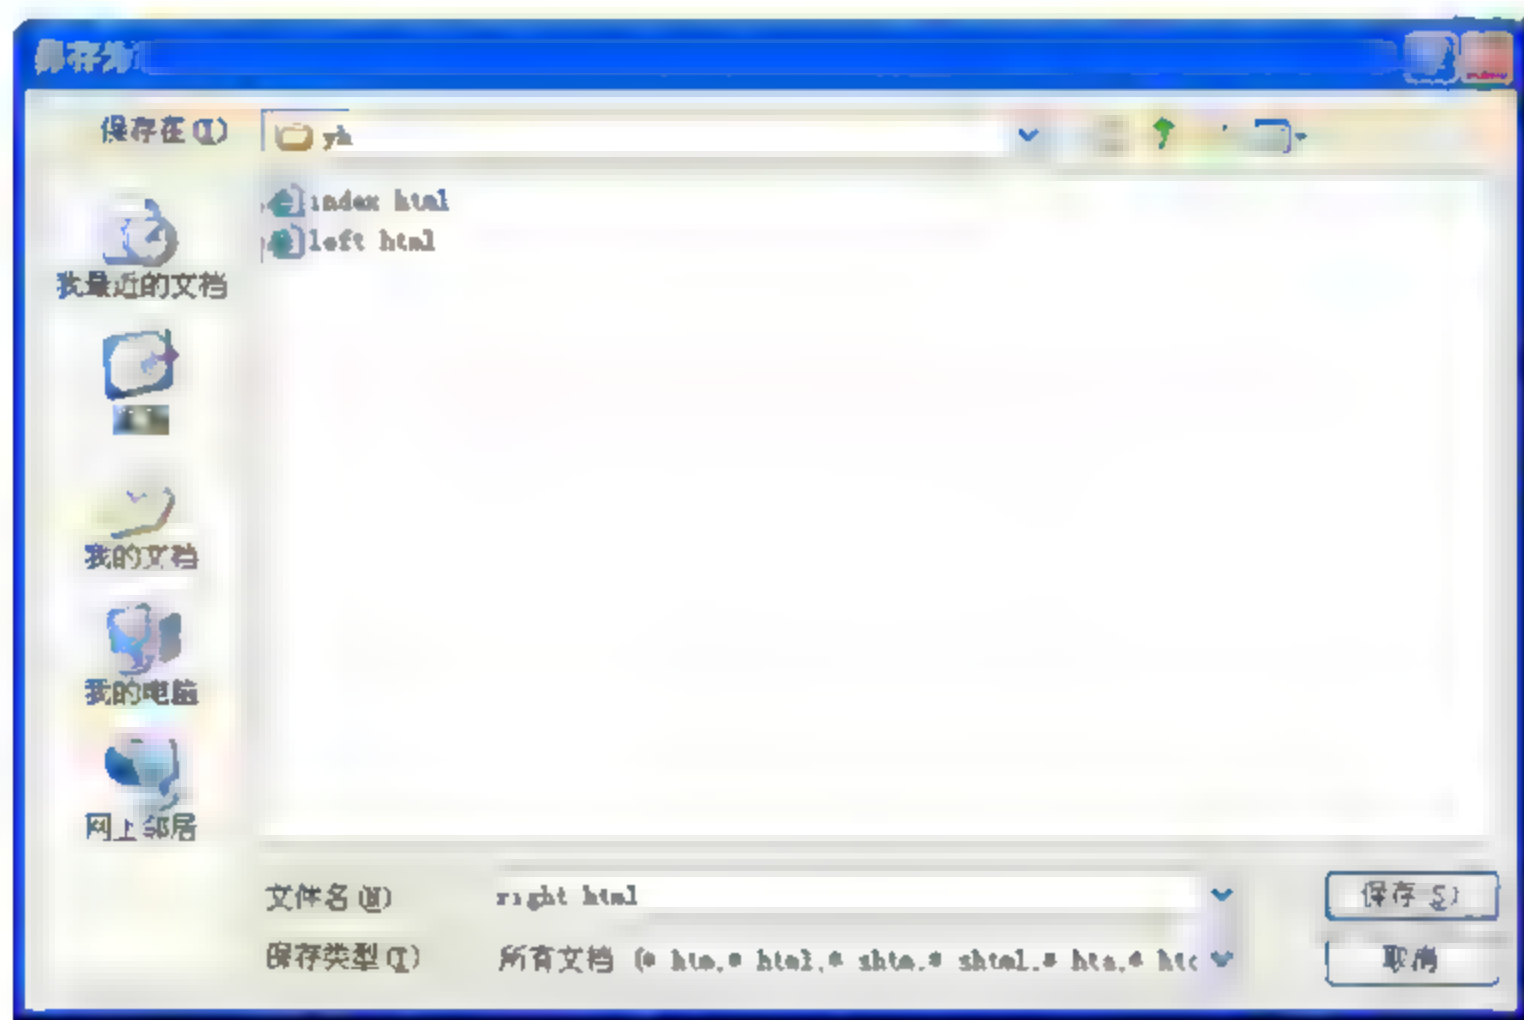 保存为
保存在(I)
yh
index html
left html
我最近的文档
我的文档
我的电脑
网上邻居
文件名(N)
right html
保存(S)
保存类型(T)
所有文档 (* htm,* html,* shtm,* shtml,* hta,* htc
取消